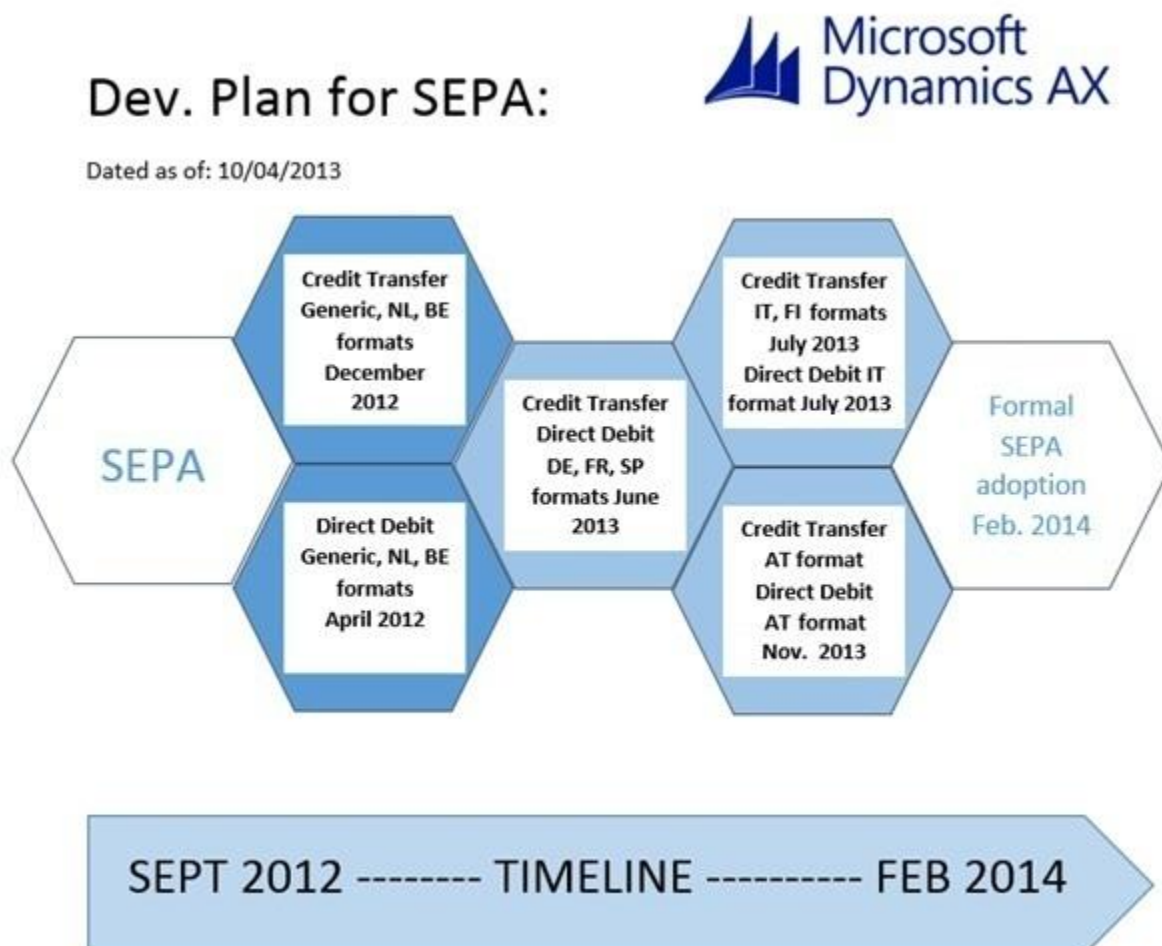 Microsoft
Dynamics AX
Dev. Plan for SEPA:
Dated as of: 10/04/2013
SEPA
Credit Transfer
Generic, NL, BE
formats
December
2012
Direct Debit
Generic, NL, BE
formats
April 2012
Credit Transfer
Direct Debit
DE, FR, SP
formats June
2013
Credit Transfer
IT, FI formats
July 2013
Direct Debit IT
format July 2013
Credit Transfer
AT format
Direct Debit
AT format
Nov. 2013
Formal
SEPA
adoption
Feb. 2014
SEPT 2012 -------- TIMELINE ---------- FEB 2014